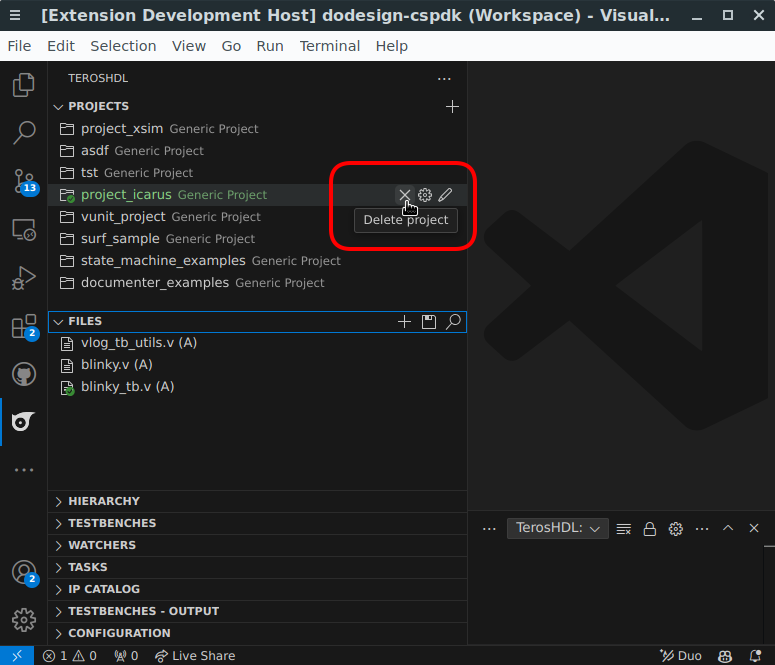 [Extension Development Host] dodesign-cspdk (Workspace) - Visual...
File Edit Selection View Go Run Terminal Help
TEROSHDL
PROJECTS
project_xsim Generic Project
asdf Generic Project
tst Generic Project
project_icarus Generic Project
vunit_project Generic Project
Delete project
surf_sample Generic Project
state_machine_examples Generic Project
documenter_examples Generic Project
13
2
FILES
vlog_tb_utils.v (A)
blinky.v (A)
blinky_tb.v (A)
HIERARCHY
TESTBENCHES
WATCHERS
TASKS
IP CATALOG
TESTBENCHES - OUTPUT
CONFIGURATION
TerosHDL:
2
1 0 0 Live Share Duo